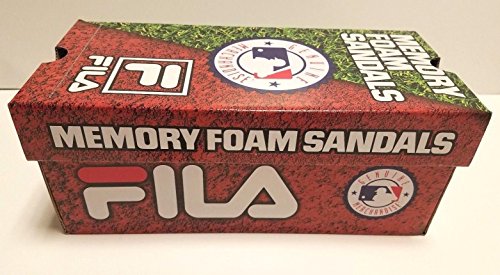 FILA
GENUINE
MERCHANDISE
MEMORY
FOAM
SANDALS
MEMORY FOAM SANDALS
FILA
GENUINE
MERCHANDISE